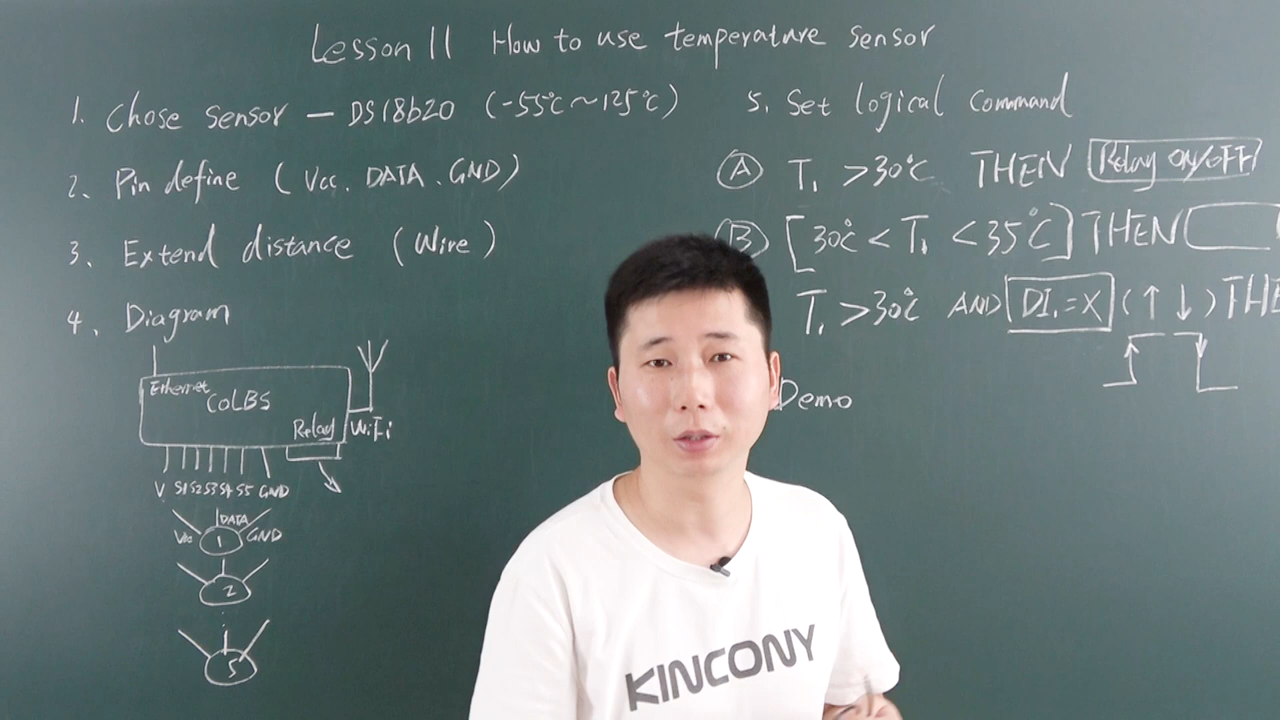 Lesson 11 How to use temperature sensor
1. Chose sensor — DS18b20 (-55°C~125°C)
2. Pin define (Vcc. DATA. GND)
3. Extend distance (Wire)
4. Diagram
Ethernet
COLBS
Relay
WiFi
V S1 S2 S3 S4 S5 GND
Vcc DATA GND
1
2
5
5. Set logical Command
A T1 >30°C THEN Relay ON/OFF
B [30°C < T1 < 35°C] THEN
T1 >30°C AND DI1=X (↑ ↓) THE
Demo
KINCONY